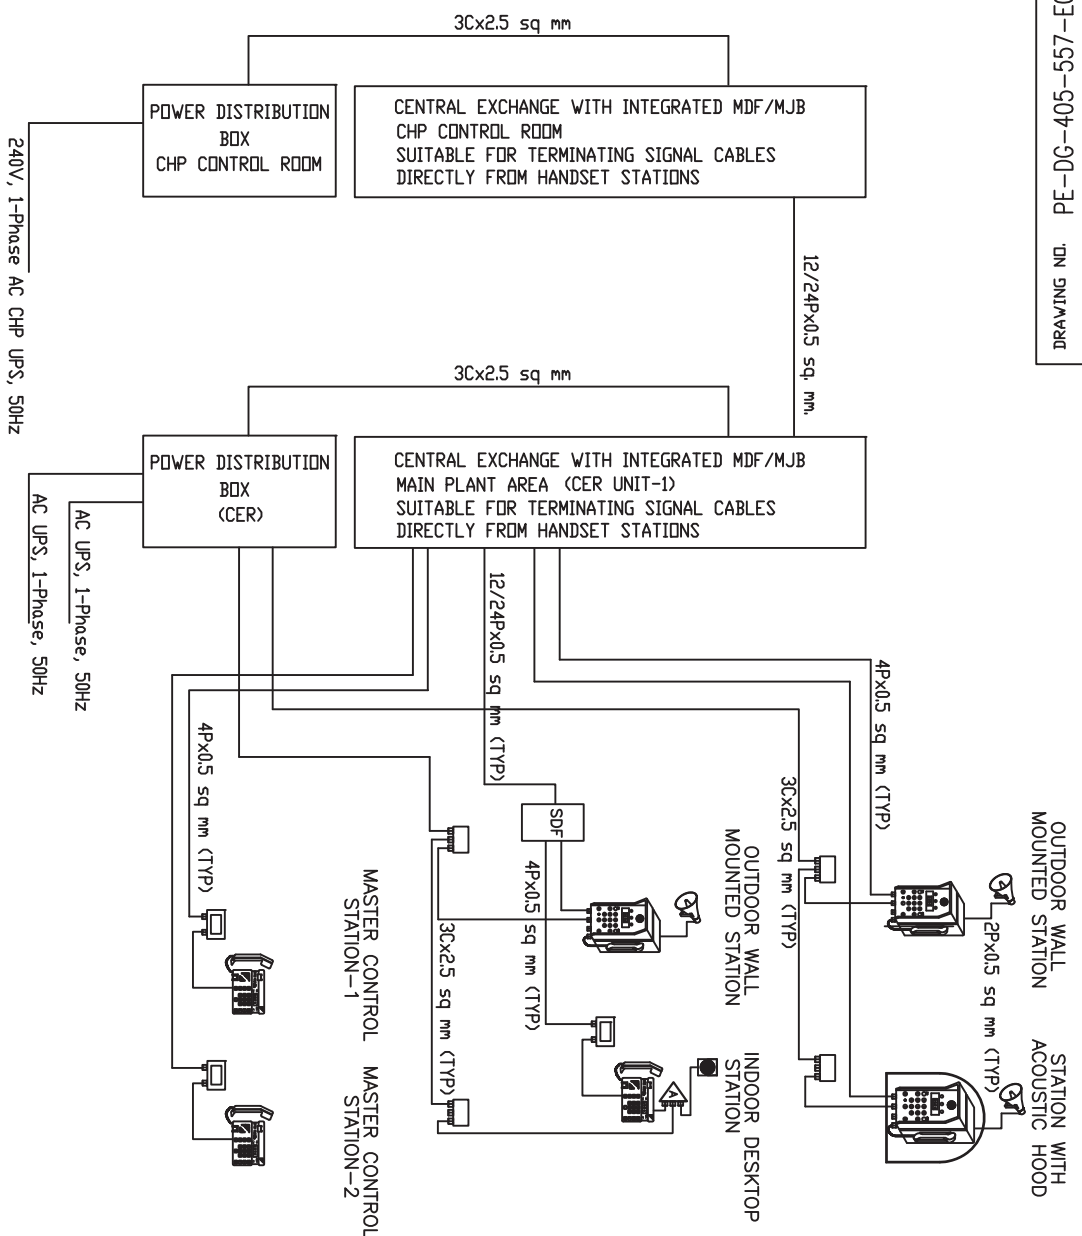 3Cx2.5 sq mm
POWER DISTRIBUTION
BOX
CHP CONTROL ROOM
CENTRAL EXCHANGE WITH INTEGRATED MDF/MJB
CHP CONTROL ROOM
SUITABLE FOR TERMINATING SIGNAL CABLES
DIRECTLY FROM HANDSET STATIONS
240V, 1-Phase AC CHP UPS, 50Hz
12/24Px0.5 sq. mm.
DRAWING NO. PE-DG-405-557-
3Cx2.5 sq mm
POWER DISTRIBUTION
BOX
(CER)
CENTRAL EXCHANGE WITH INTEGRATED MDF/MJB
MAIN PLANT AREA (CER UNIT-1)
SUITABLE FOR TERMINATING SIGNAL CABLES
DIRECTLY FROM HANDSET STATIONS
AC UPS, 1-Phase, 50Hz
AC UPS, 1-Phase, 50Hz
4Px0.5 sq mm (TYP)
12/24Px0.5 sq mm (TYP)
4Px0.5 sq mm (TYP)
3Cx2.5 sq mm (TYP)
SDF
4Px0.5 sq mm (TYP)
3Cx2.5 sq mm (TYP)
2Px0.5 sq mm (TYP)
OUTDOOR WALL
MOUNTED STATION
OUTDOOR WALL
MOUNTED STATION
MASTER CONTROL
STATION-1
MASTER CONTROL
STATION-2
INDOOR DESKTOP
STATION
STATION WITH
ACOUSTIC HOOD
A